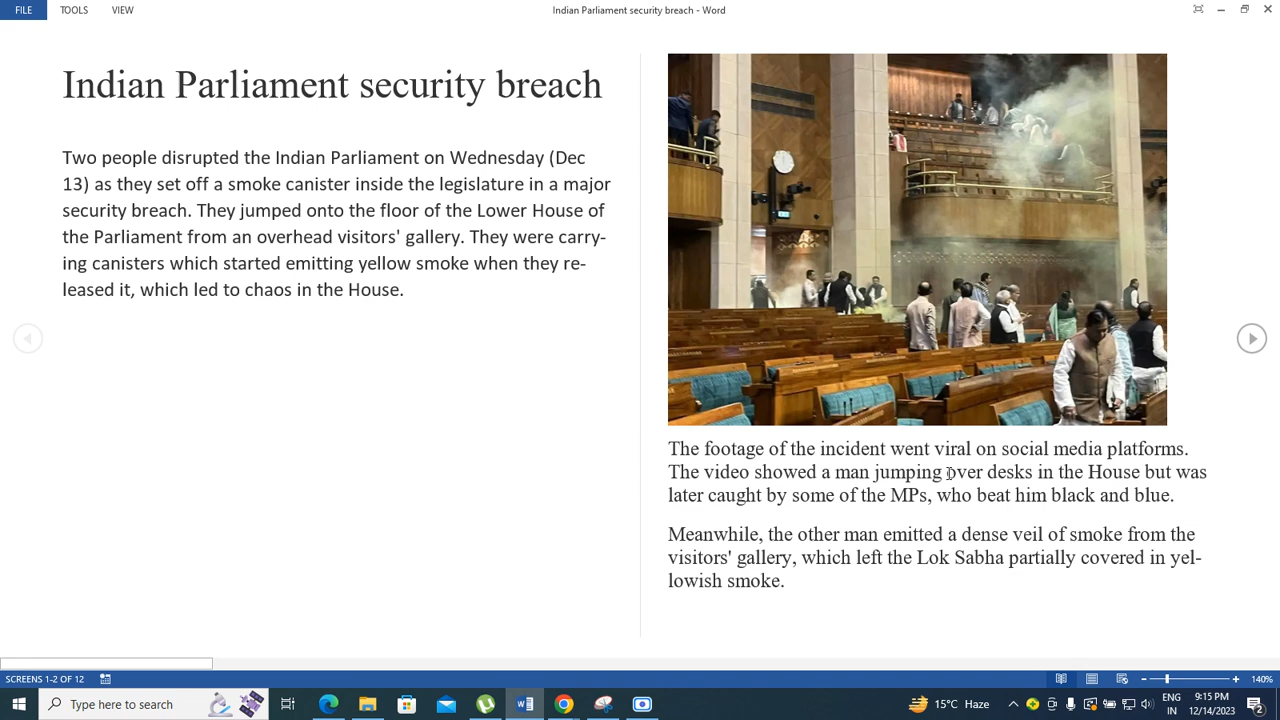 FILE TOOLS VIEW
Indian Parliament security breach - Word
Indian Parliament security breach
Two people disrupted the Indian Parliament on Wednesday (Dec
13) as they set off a smoke canister inside the legislature in a major
security breach. They jumped onto the floor of the Lower House of
the Parliament from an overhead visitors' gallery. They were carry-
ing canisters which started emitting yellow smoke when they re-
leased it, which led to chaos in the House.
The footage of the incident went viral on social media platforms.
The video showed a man jumping over desks in the House but was
later caught by some of the MPs, who beat him black and blue.
Meanwhile, the other man emitted a dense veil of smoke from the
visitors' gallery, which left the Lok Sabha partially covered in yel-
lowish smoke.
SCREENS 1-2 OF 12
140%
Type here to search
15°C Haze
ENG
IN
9:15 PM
12/14/2023
2